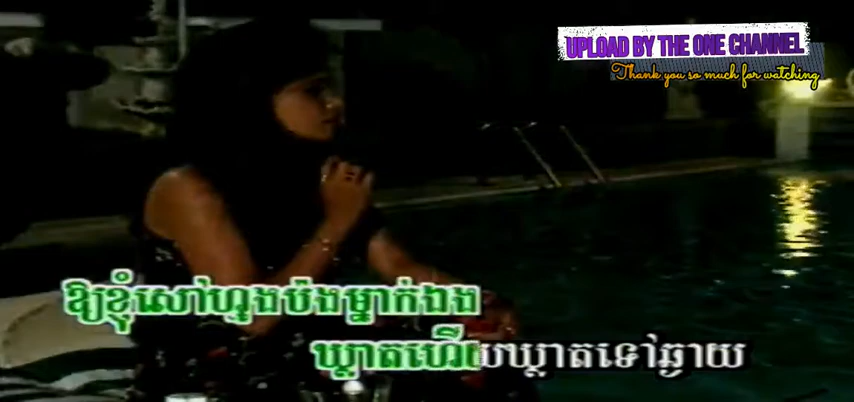 UPLOAD BY THE ONE CHANNEL
Thank you so much for watching
ឱ្យខ្ញុំសៅហ្មងប៉ងម្នាក់ឯង
ឃ្លាតហើយឃ្លាតទៅឆ្ងាយ